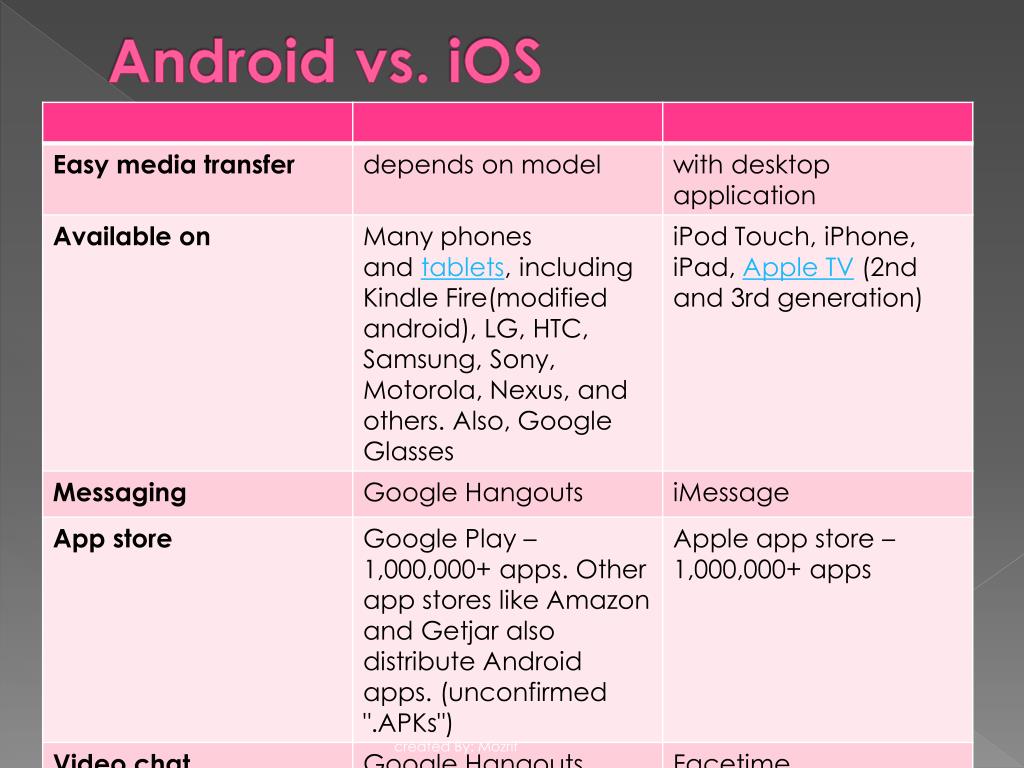 Android vs. iOS
Easy media transfer
depends on model
with desktop
application
Available on
Many phones
and tablets, including
Kindle Fire(modified
android), LG, HTC,
Samsung, Sony,
Motorola, Nexus, and
others. Also, Google
Glasses
iPod Touch, iPhone,
iPad, Apple TV (2nd
and 3rd generation)
Messaging
Google Hangouts
iMessage
App store
Google Play –
1,000,000+ apps. Other
app stores like Amazon
and Getjar also
distribute Android
apps. (unconfirmed
".APKs")
Apple app store –
1,000,000+ apps
created By: Mozrif
Video chat
Google Hangouts
Facetime